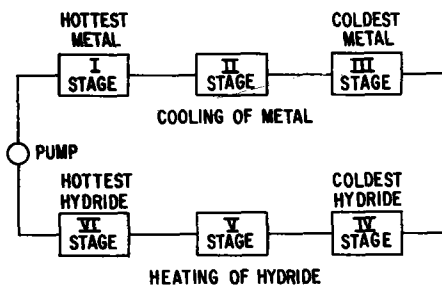 HOTTEST METAL
COLDEST METAL
I STAGE
II STAGE
III STAGE
COOLING OF METAL
PUMP
HOTTEST HYDRIDE
COLDEST HYDRIDE
VI STAGE
V STAGE
IV STAGE
HEATING OF HYDRIDE